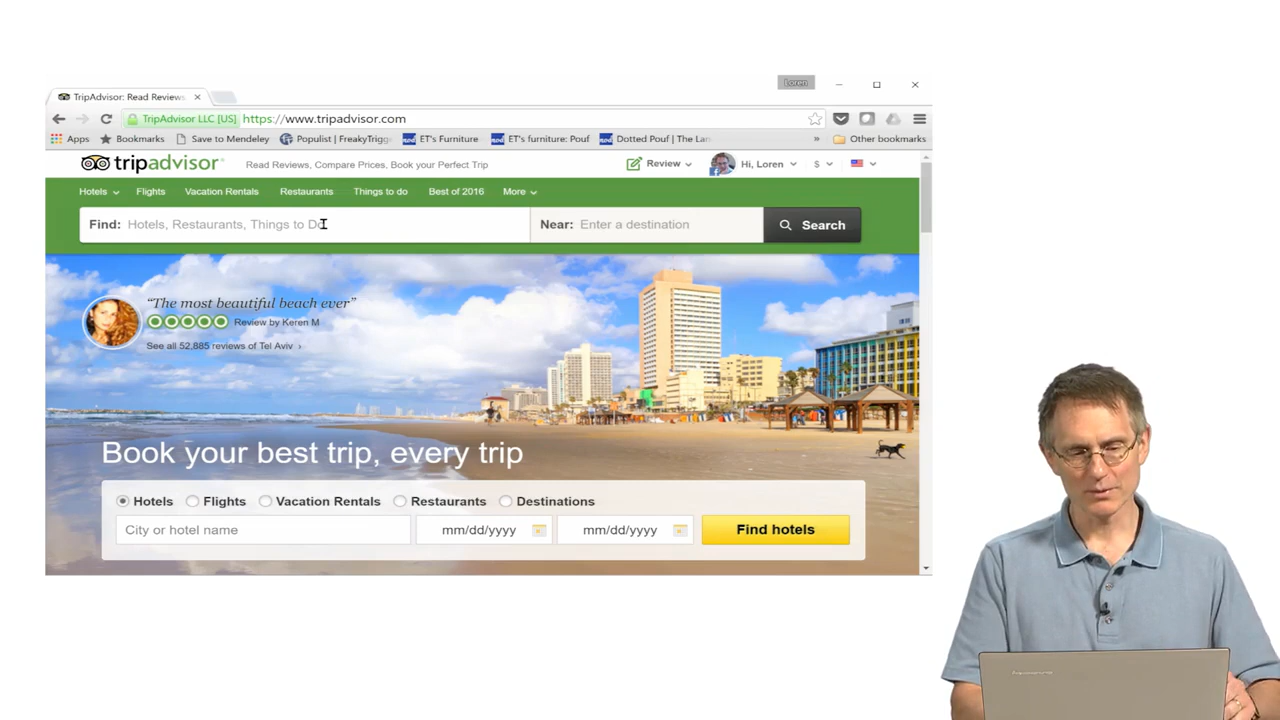 Loren
TripAdvisor: Read Reviews,
TripAdvisor LLC [US] https://www.tripadvisor.com
Apps Bookmarks Save to Mendeley Populist | FreakyTrigg ET's Furniture ET's furniture: Pouf Dotted Pouf | The Lan » Other bookmarks
tripadvisor Read Reviews, Compare Prices, Book your Perfect Trip Review Hi, Loren $
Hotels Flights Vacation Rentals Restaurants Things to do Best of 2016 More
Find: Hotels, Restaurants, Things to Do Near: Enter a destination Search
“The most beautiful beach ever”
Review by Keren M
See all 52,885 reviews of Tel Aviv ›
Book your best trip, every trip
Hotels Flights Vacation Rentals Restaurants Destinations
City or hotel name mm/dd/yyyy mm/dd/yyyy Find hotels